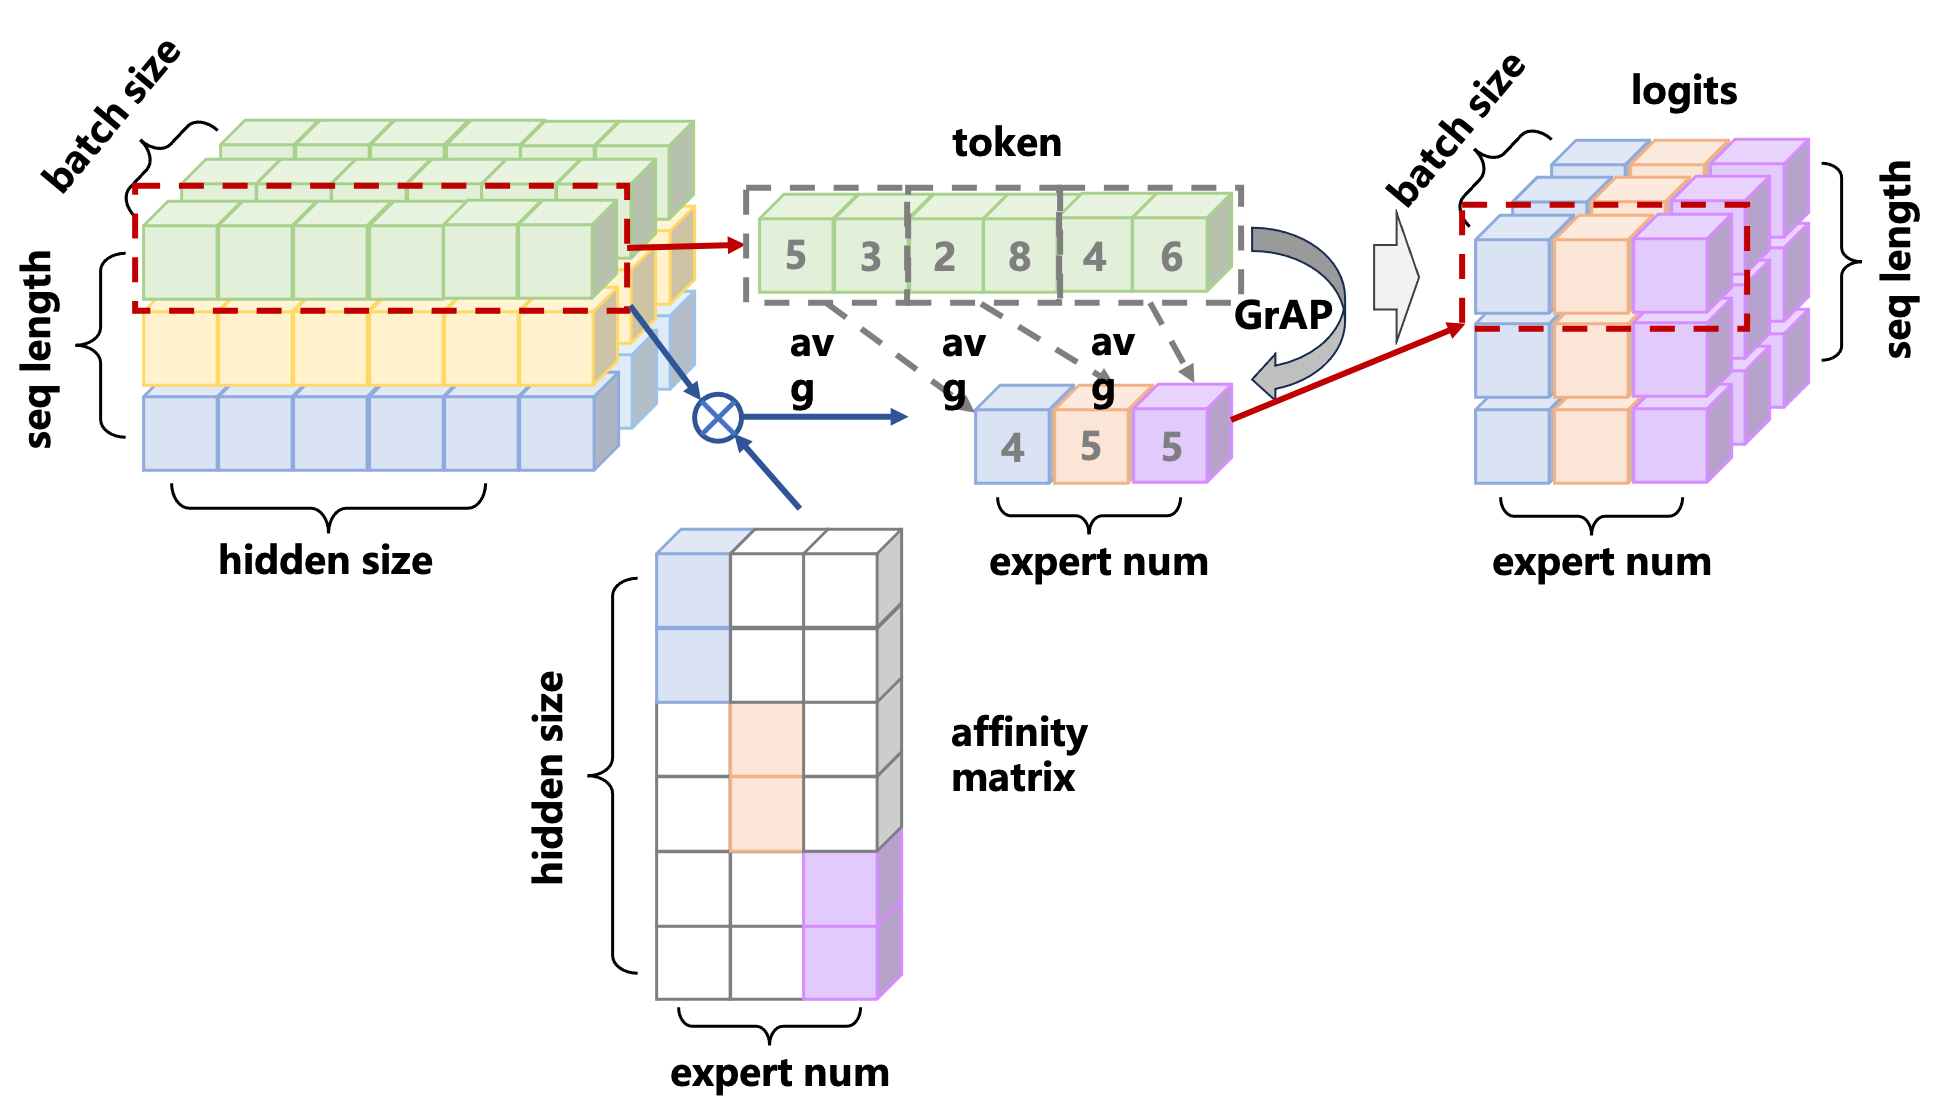 batch size
seq length
hidden size
token
5 3 2 8 4 6
av
g
av
g
av
g
GrAP
4 5 5
expert num
hidden size
affinity
matrix
expert num
batch size
logits
seq length
expert num